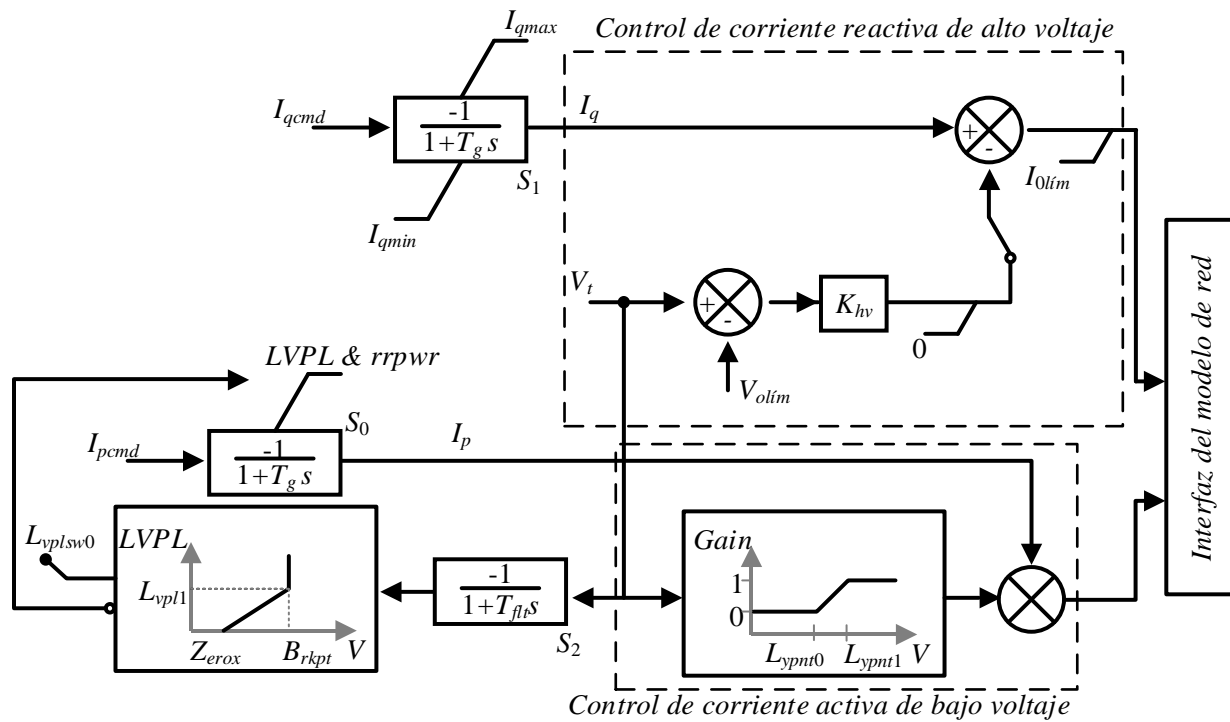 Control de corriente reactiva de alto voltaje
I_qmax
I_qcmd
-1
1+T_g s
S_1
I_qmin
I_q
+
-
I_0lím
V_t
+
-
K_hv
0
V_olím
LVPL & rrpwr
I_pcmd
-1
1+T_g s
S_0
I_p
L_vplsw0
LVPL
L_vpl1
Z_erox
B_rkpt
V
-1
1+T_flt s
S_2
Gain
1
0
L_ypnt0
L_ypnt1
V
Control de corriente activa de bajo voltaje
Interfaz del modelo de red